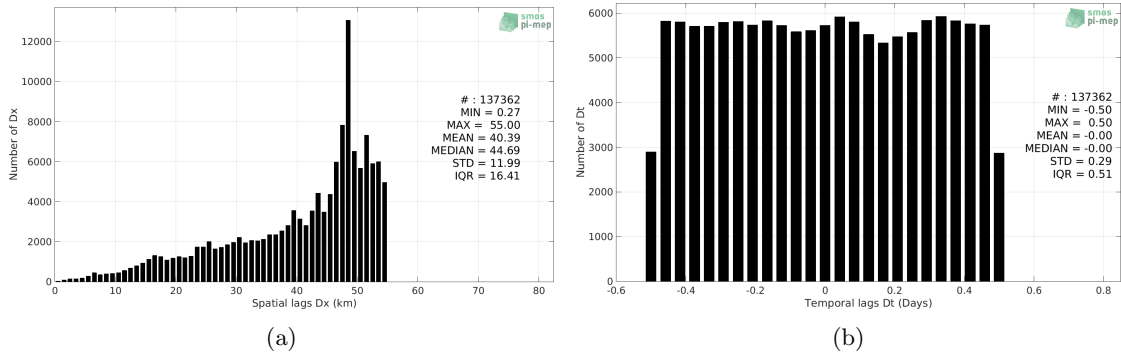 smos
pi-mep
12000
10000
8000
6000
4000
2000
0
Number of Dx
# : 137362
MIN = 0.27
MAX = 55.00
MEAN = 40.39
MEDIAN = 44.69
STD = 11.99
IQR = 16.41
0 10 20 30 40 50 60 70 80
Spatial lags Dx (km)
(a)
smos
pi-mep
6000
5000
4000
3000
2000
1000
0
Number of Dt
# : 137362
MIN = -0.50
MAX = 0.50
MEAN = -0.00
MEDIAN = -0.00
STD = 0.29
IQR = 0.51
-0.6 -0.4 -0.2 0 0.2 0.4 0.6 0.8
Temporal lags Dt (Days)
(b)